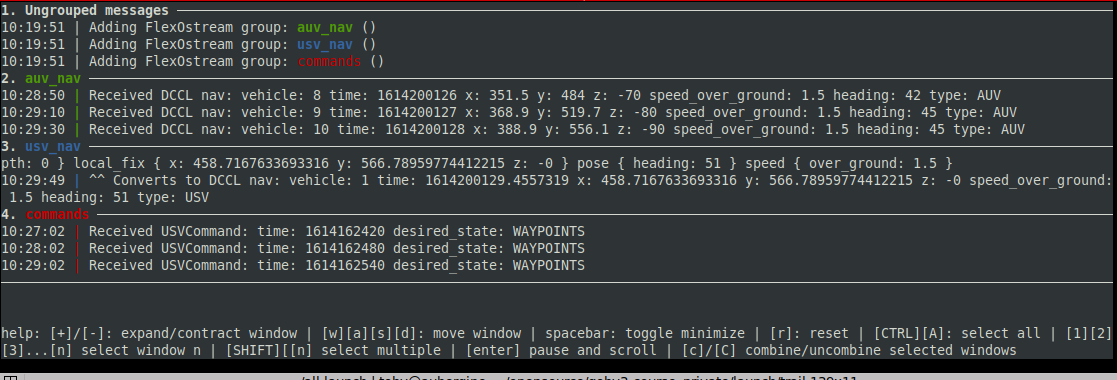 1. Ungrouped messages
10:19:51 | Adding FlexOstream group: auv_nav ()
10:19:51 | Adding FlexOstream group: usv_nav ()
10:19:51 | Adding FlexOstream group: commands ()
2. auv_nav
10:28:50 | Received DCCL nav: vehicle: 8 time: 1614200126 x: 351.5 y: 484 z: -70 speed_over_ground: 1.5 heading: 42 type: AUV
10:29:10 | Received DCCL nav: vehicle: 9 time: 1614200127 x: 368.9 y: 519.7 z: -80 speed_over_ground: 1.5 heading: 45 type: AUV
10:29:30 | Received DCCL nav: vehicle: 10 time: 1614200128 x: 388.9 y: 556.1 z: -90 speed_over_ground: 1.5 heading: 45 type: AUV
3. usv_nav
pth: 0 } local_fix { x: 458.7167633693316 y: 566.78959774412215 z: -0 } pose { heading: 51 } speed { over_ground: 1.5 }
10:29:49 | ^^ Converts to DCCL nav: vehicle: 1 time: 1614200129.4557319 x: 458.7167633693316 y: 566.78959774412215 z: -0 speed_over_ground:
1.5 heading: 51 type: USV
4. commands
10:27:02 | Received USVCommand: time: 1614162420 desired_state: WAYPOINTS
10:28:02 | Received USVCommand: time: 1614162480 desired_state: WAYPOINTS
10:29:02 | Received USVCommand: time: 1614162540 desired_state: WAYPOINTS
help: [+]/[-]: expand/contract window | [w][a][s][d]: move window | spacebar: toggle minimize | [r]: reset | [CTRL][A]: select all | [1][2]
[3]...[n] select window n | [SHIFT][[n] select multiple | [enter] pause and scroll | [c]/[C] combine/uncombine selected windows